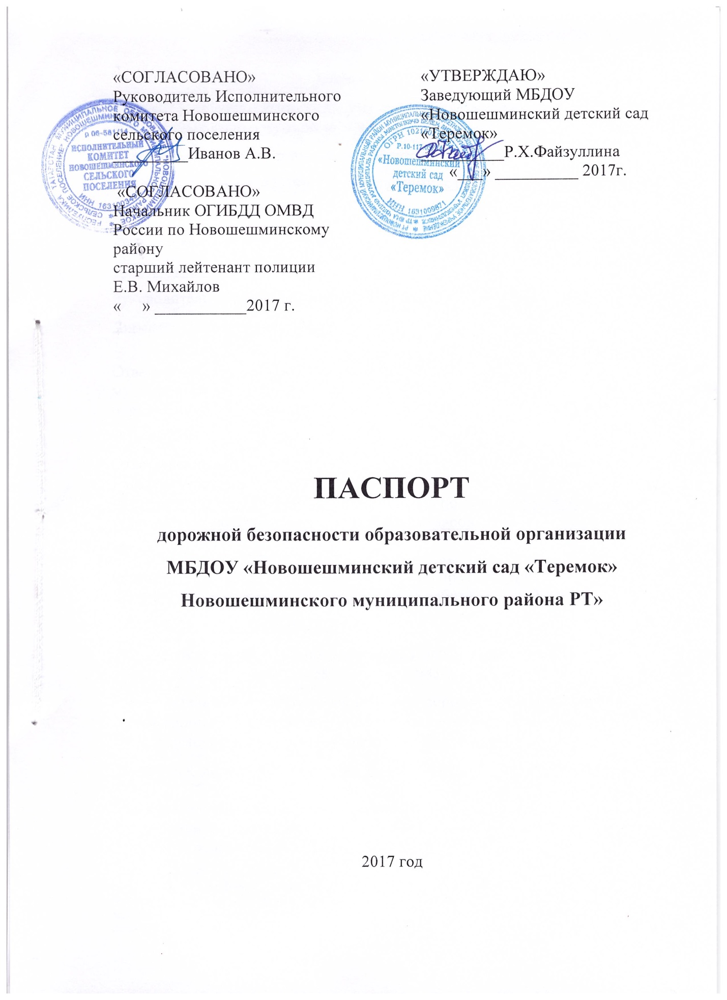 «СОГЛАСОВАНО»
Руководитель Исполнительного
комитета Новошешминского
сельского поселения
_________Иванов А.В.
«СОГЛАСОВАНО»
Начальник ОГИБДД ОМВД
России по Новошешминскому
району
старший лейтенант полиции
Е.В. Михайлов
«     » ___________2017 г.
«УТВЕРЖДАЮ»
Заведующий МБДОУ
«Новошешминский детский сад
«Теремок»
__________Р.Х.Файзуллина
«___» __________ 2017г.
ИСПОЛНИТЕЛЬНЫЙ
КОМИТЕТ
НОВОШЕШМИНСКОГО
СЕЛЬСКОГО
ПОСЕЛЕНИЯ
«Новошешминский
детский сад
«Теремок»
ИНН 1631009871
ПАСПОРТ
дорожной безопасности образовательной организации
МБДОУ «Новошешминский детский сад «Теремок»
Новошешминского муниципального района РТ»
2017 год